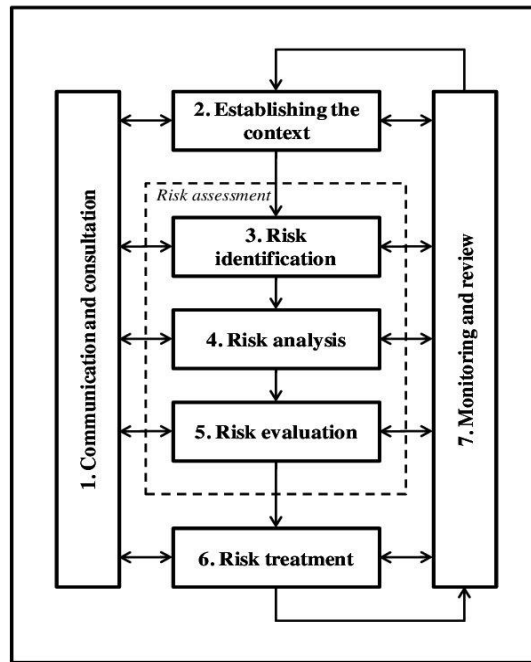 1. Communication and consultation
2. Establishing the
context
Risk assessment
3. Risk
identification
4. Risk analysis
5. Risk evaluation
6. Risk treatment
7. Monitoring and review